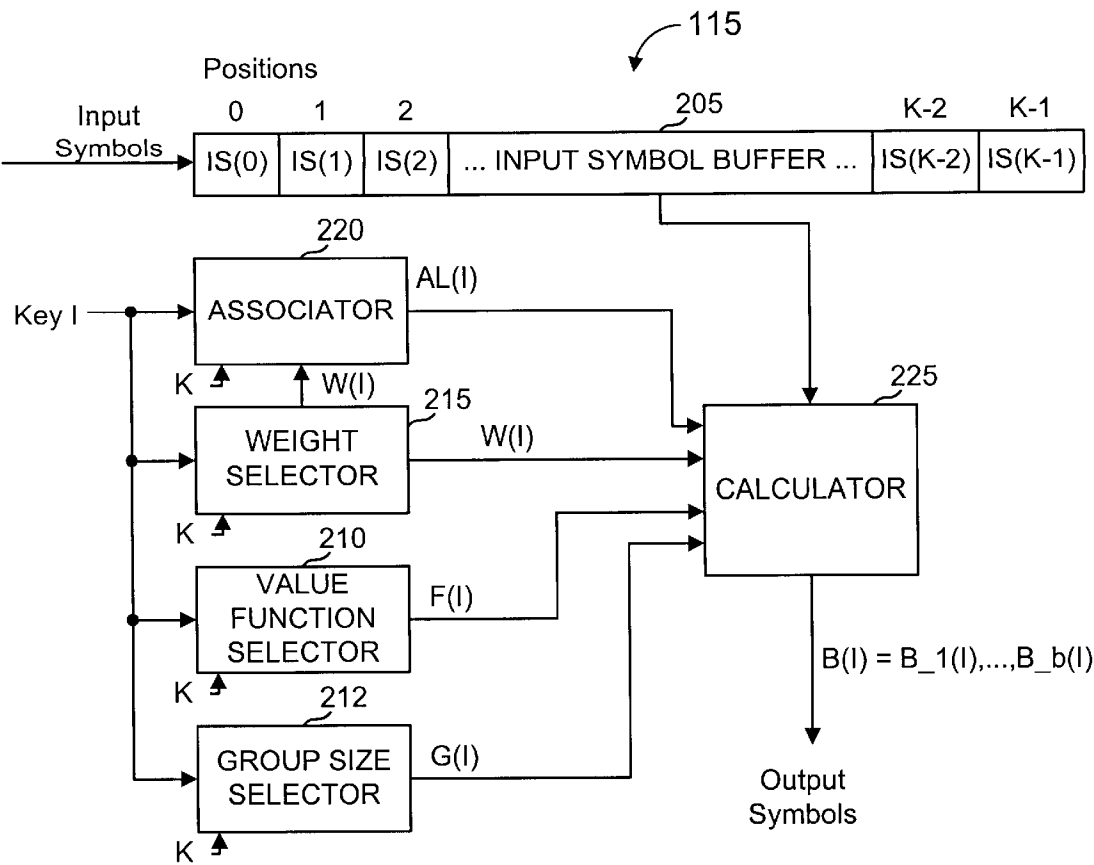 115
Positions
205
0 1 2 K-2 K-1
Input
Symbols
IS(0) IS(1) IS(2) ... INPUT SYMBOL BUFFER ... IS(K-2) IS(K-1)
220
AL(I)
Key I
ASSOCIATOR
K
W(I)
215
225
WEIGHT
SELECTOR
W(I)
CALCULATOR
K
210
VALUE
FUNCTION
SELECTOR
F(I)
B(I) = B_1(I),...,B_b(I)
K
212
GROUP SIZE
SELECTOR
G(I)
Output
Symbols
K